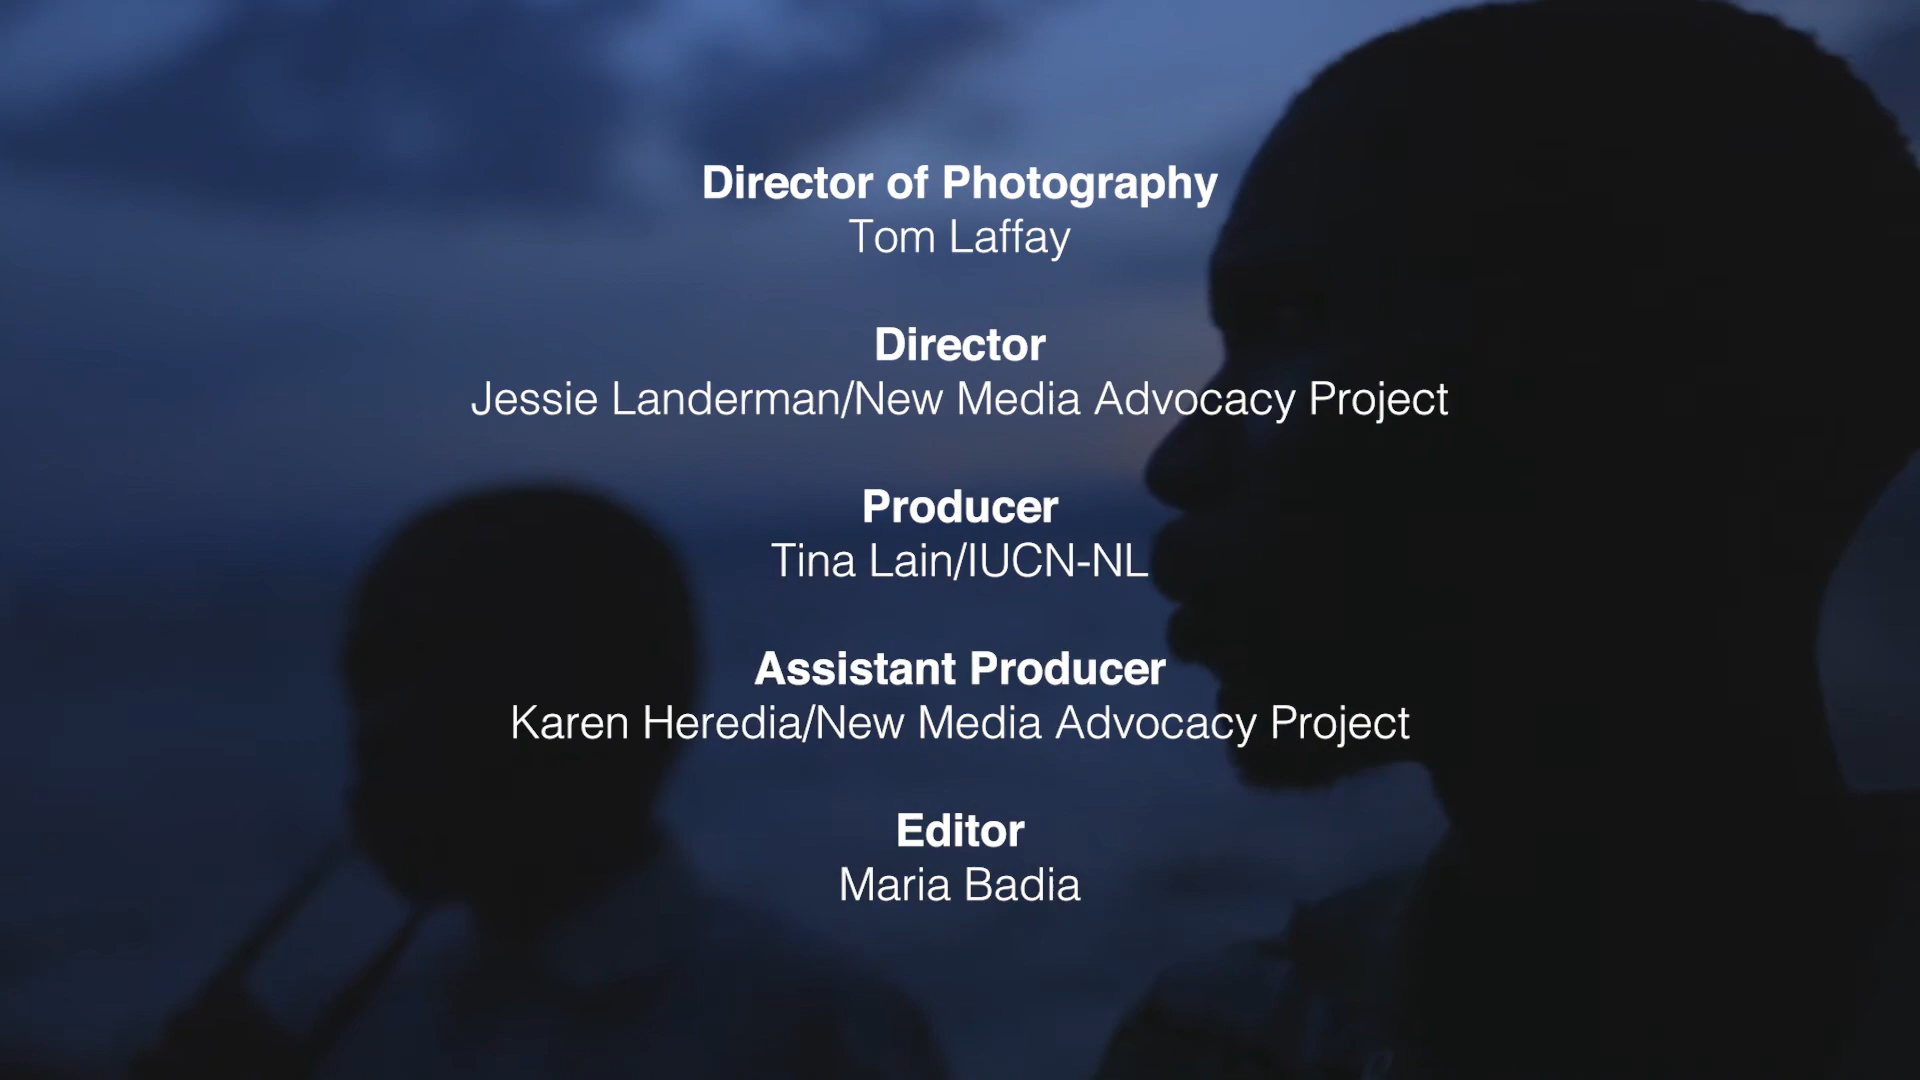 Director of Photography
Tom Laffay
Director
Jessie Landerman/New Media Advocacy Project
Producer
Tina Lain/IUCN-NL
Assistant Producer
Karen Heredia/New Media Advocacy Project
Editor
Maria Badia